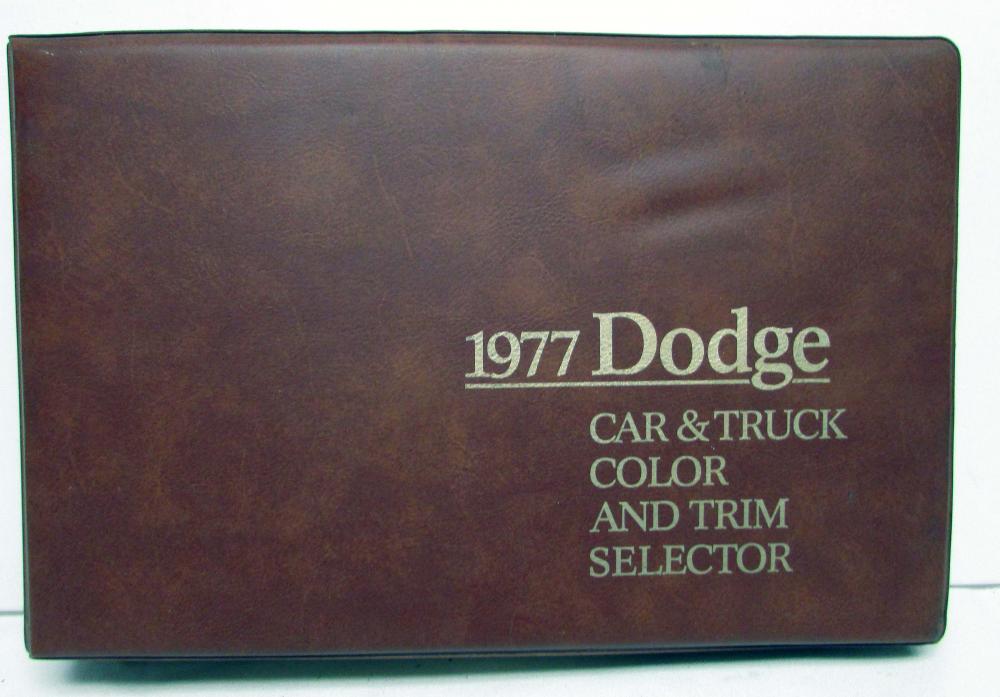 1977 Dodge
CAR & TRUCK
COLOR
AND TRIM
SELECTOR